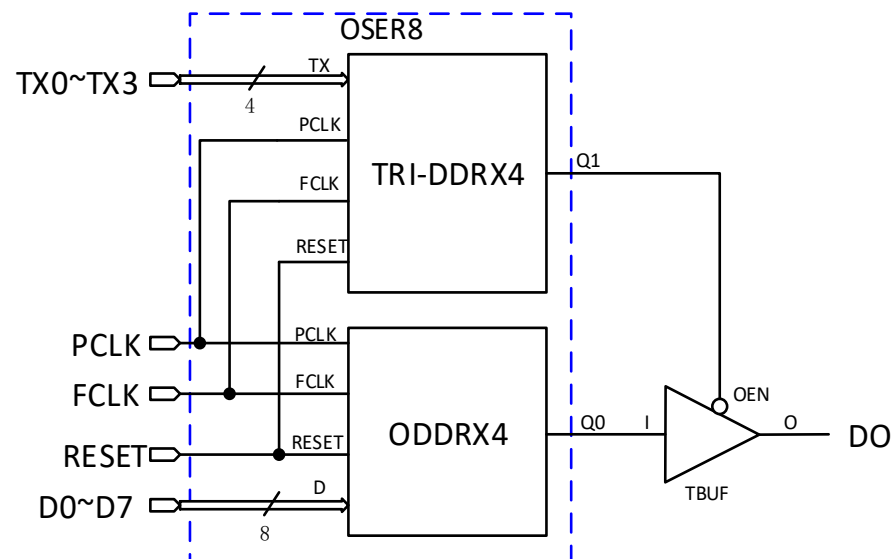 OSER8
TX0~TX3
TX
4
PCLK
FCLK
TRI-DDRX4
Q1
RESET
PCLK
PCLK
FCLK
FCLK
OEN
RESET
RESET
ODDRX4
Q0
I
O
DO
TBUF
D0~D7
D
8